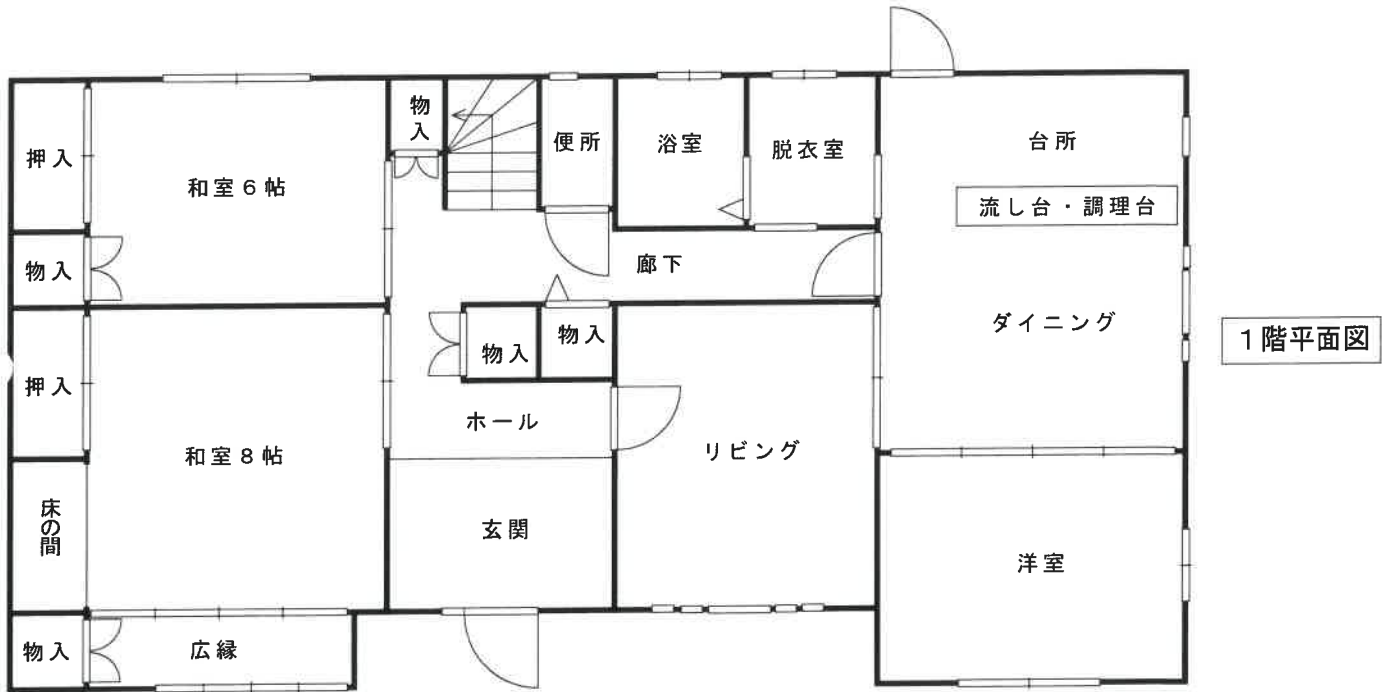 物入
便所
浴室
脱衣室
台所
押入
和室6帖
流し台・調理台
物入
廊下
ダイニング
1階平面図
物入
物入
押入
ホール
和室8帖
リビング
床の間
玄関
洋室
物入
広縁